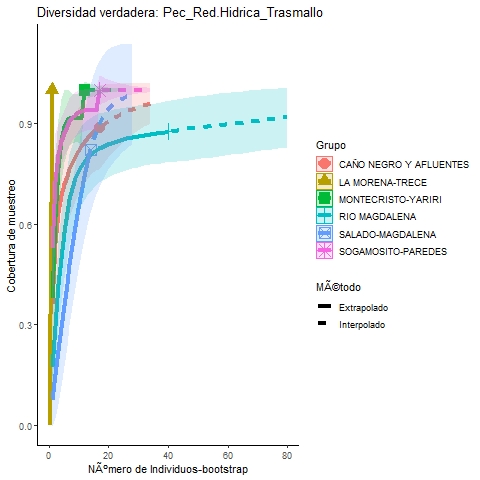 Diversidad verdadera: Pec_Red.Hidrica_Trasmallo
Cobertura de muestreo
0.9
0.6
0.3
0.0
0
20
40
60
80
NÃºmero de Individuos-bootstrap
Grupo
CAÑO NEGRO Y AFLUENTES
LA MORENA-TRECE
MONTECRISTO-YARIRI
RIO MAGDALENA
SALADO-MAGDALENA
SOGAMOSITO-PAREDES
MÃ©todo
Extrapolado
Interpolado